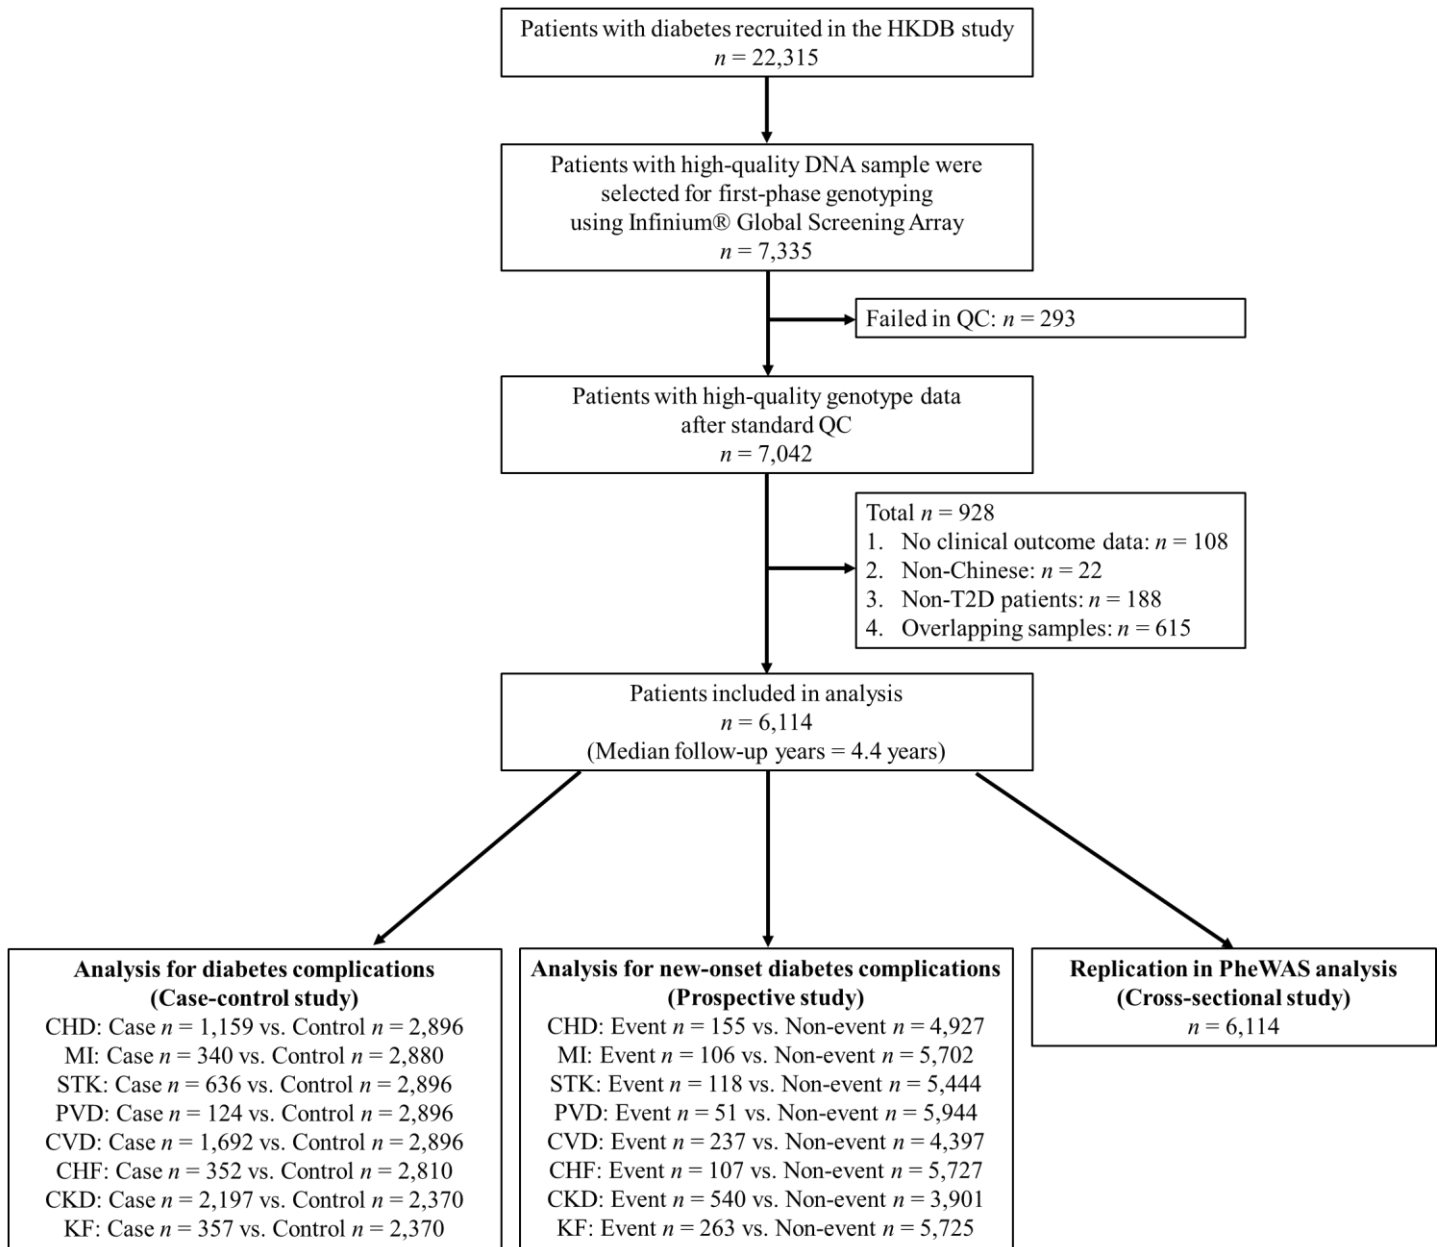 Patients with diabetes recruited in the HKDB study
n = 22,315
Patients with high-quality DNA sample were
selected for first-phase genotyping
using Infinium® Global Screening Array
n = 7,335
Failed in QC: n = 293
Patients with high-quality genotype data
after standard QC
n = 7,042
Total n = 928
1. No clinical outcome data: n = 108
2. Non-Chinese: n = 22
3. Non-T2D patients: n = 188
4. Overlapping samples: n = 615
Patients included in analysis
n = 6,114
(Median follow-up years = 4.4 years)
Analysis for diabetes complications
(Case-control study)
CHD: Case n = 1,159 vs. Control n = 2,896
MI: Case n = 340 vs. Control n = 2,880
STK: Case n = 636 vs. Control n = 2,896
PVD: Case n = 124 vs. Control n = 2,896
CVD: Case n = 1,692 vs. Control n = 2,896
CHF: Case n = 352 vs. Control n = 2,810
CKD: Case n = 2,197 vs. Control n = 2,370
KF: Case n = 357 vs. Control n = 2,370
Analysis for new-onset diabetes complications
(Prospective study)
CHD: Event n = 155 vs. Non-event n = 4,927
MI: Event n = 106 vs. Non-event n = 5,702
STK: Event n = 118 vs. Non-event n = 5,444
PVD: Event n = 51 vs. Non-event n = 5,944
CVD: Event n = 237 vs. Non-event n = 4,397
CHF: Event n = 107 vs. Non-event n = 5,727
CKD: Event n = 540 vs. Non-event n = 3,901
KF: Event n = 263 vs. Non-event n = 5,725
Replication in PheWAS analysis
(Cross-sectional study)
n = 6,114